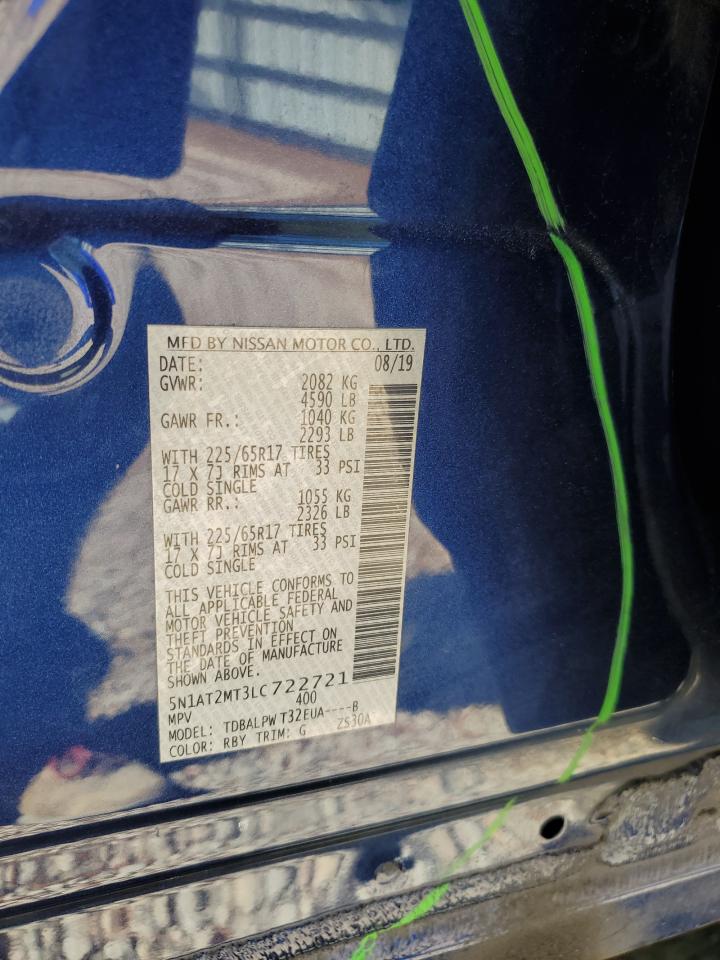 MFD BY NISSAN MOTOR CO., LTD.
DATE: 08/19
GVWR: 2082 KG
4590 LB
GAWR FR.: 1040 KG
2293 LB
WITH 225/65R17 TIRES
17 X 7J RIMS AT 33 PSI
COLD SINGLE
GAWR RR.: 1055 KG
2326 LB
WITH 225/65R17 TIRES
17 X 7J RIMS AT 33 PSI
COLD SINGLE
THIS VEHICLE CONFORMS TO
ALL APPLICABLE FEDERAL
MOTOR VEHICLE SAFETY AND
THEFT PREVENTION
STANDARDS IN EFFECT ON
THE DATE OF MANUFACTURE
SHOWN ABOVE.
5N1AT2MT3LC722721
MPV 400
MODEL: TDBALPW T32EUA----B
COLOR: RBY TRIM: G ZS30A